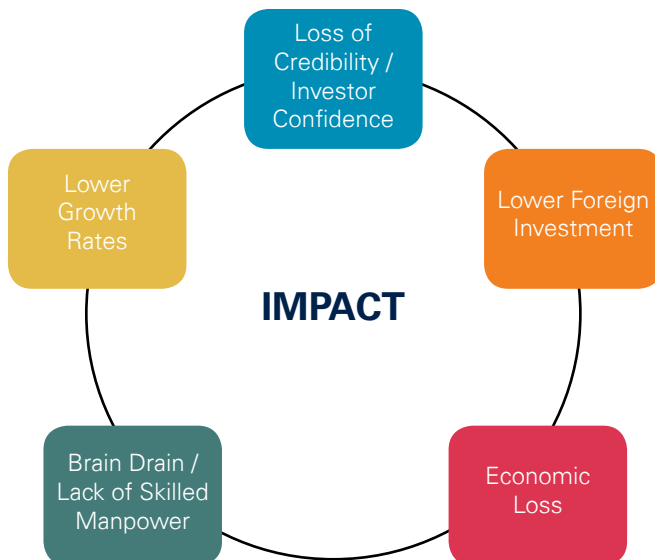 Loss of
Credibility /
Investor
Confidence
Lower
Growth
Rates
Lower Foreign
Investment
IMPACT
Brain Drain /
Lack of Skilled
Manpower
Economic
Loss